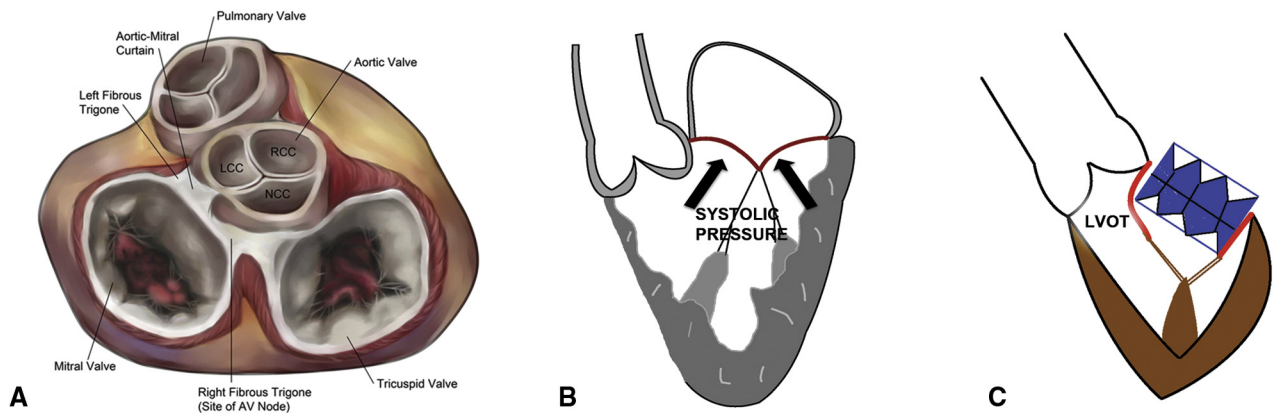 Pulmonary Valve
Aortic-Mitral
Curtain
Aortic Valve
Left Fibrous
Trigone
RCC
LCC
NCC
Mitral Valve
Tricuspid Valve
Right Fibrous Trigone
(Site of AV Node)
A
SYSTOLIC
PRESSURE
B
LVOT
C